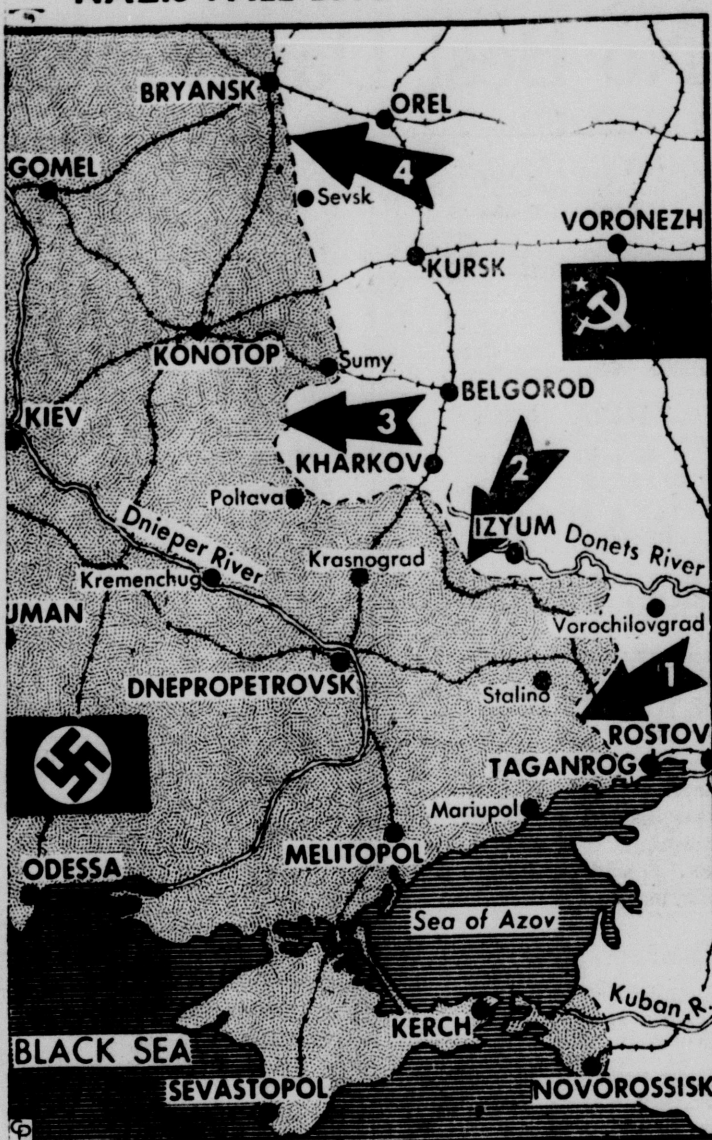 BRYANSK
OREL
4
GOMEL
Sevsk
VORONEZH
KURSK
KONOTOP
Sumy
BELGOROD
KIEV
3
KHARKOV
2
Poltava
IZYUM
Donets River
Dnieper River
Krasnograd
Kremenchug
UMAN
Vorochilovgrad
DNEPROPETROVSK
Stalino
1
ROSTOV
TAGANROG
Mariupol
MELITOPOL
ODESSA
Sea of Azov
Kuban R.
KERCH
BLACK SEA
SEVASTOPOL
NOVOROSSISK
CP